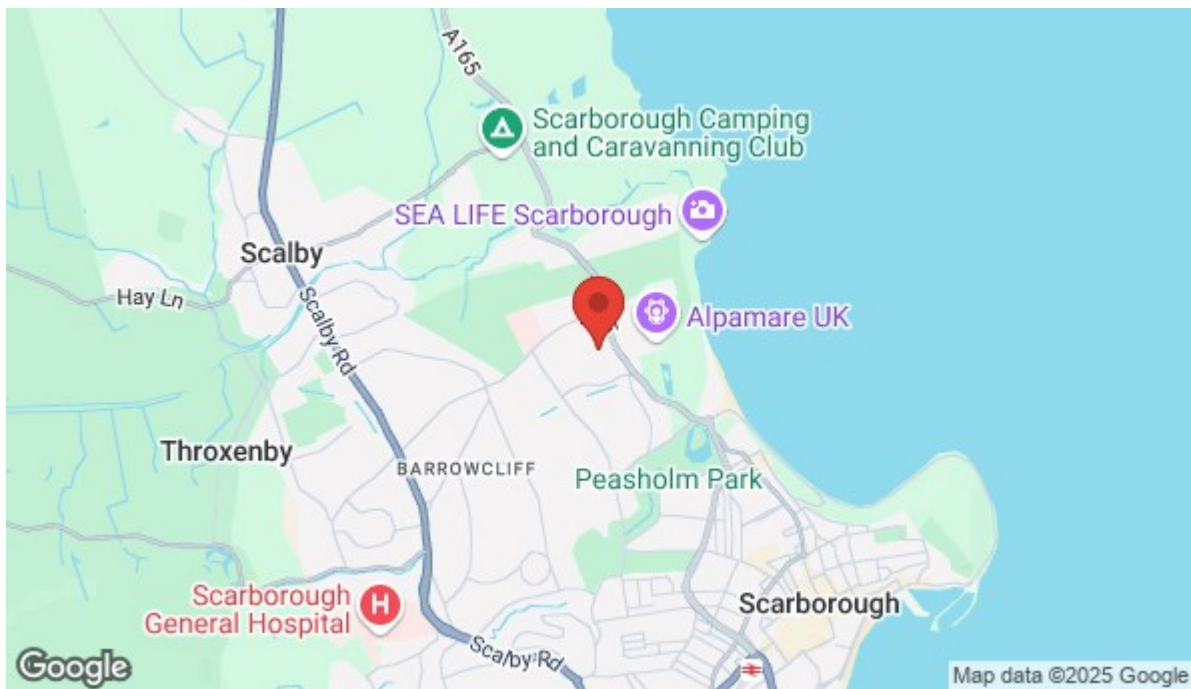 A165
Scarborough Camping
and Caravanning Club
SEA LIFE Scarborough
Scalby
Hay Ln
Scalby Rd
Alpamare UK
Throxenby
BARROWCLIFF
Peasholm Park
Scarborough
General Hospital
H
Scarborough
Scalby Rd
Google
Map data ©2025 Google